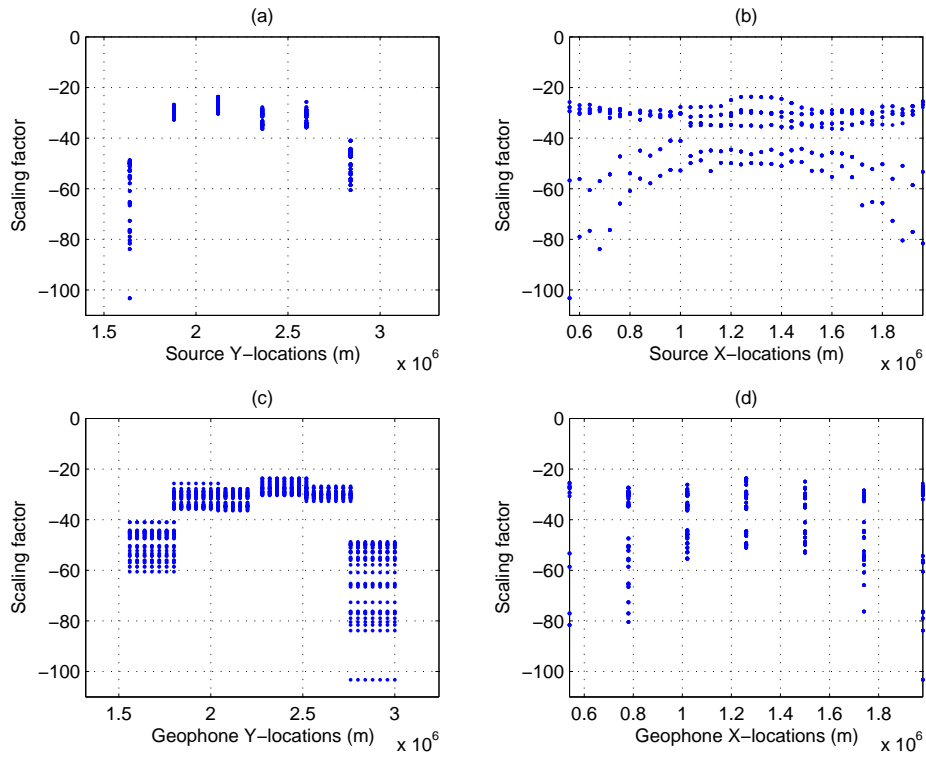 (a)
0
−20
−40
−60
−80
−100
Scaling factor
1.5
2
2.5
3
Source Y−locations (m)
x 10^6
(b)
0
−20
−40
−60
−80
−100
Scaling factor
0.6
0.8
1
1.2
1.4
1.6
1.8
Source X−locations (m)
x 10^6
(c)
0
−20
−40
−60
−80
−100
Scaling factor
1.5
2
2.5
3
Geophone Y−locations (m)
x 10^6
(d)
0
−20
−40
−60
−80
−100
Scaling factor
0.6
0.8
1
1.2
1.4
1.6
1.8
Geophone X−locations (m)
x 10^6